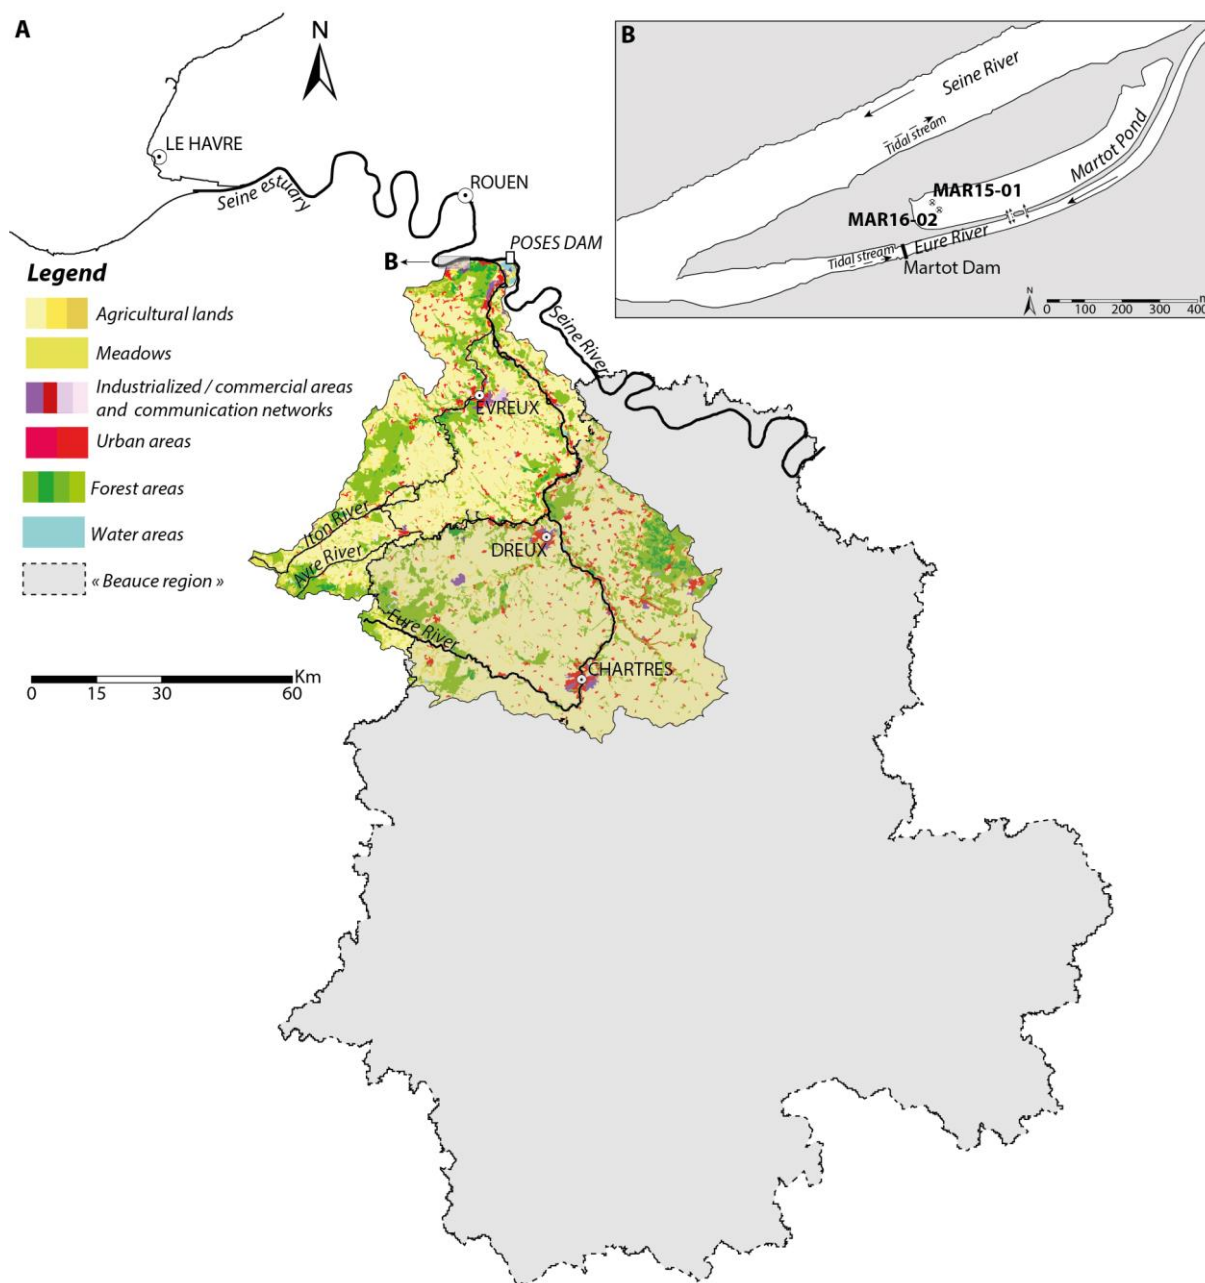 A
N
LE HAVRE
Seine estuary
ROUEN
POSES DAM
B
Seine River
Legend
Agricultural lands
Meadows
Industrialized / commercial areas
and communication networks
Urban areas
Forest areas
Water areas
« Beauce region »
0 15 30 60
Km
EVREUX
Iton River
Avre River
DREUX
Eure River
CHARTRES
B
Seine River
Tidal stream
Martot Pond
MAR15-01
MAR16-02
Eure River
Tidal stream
Martot Dam
N
0 100 200 300 400
m